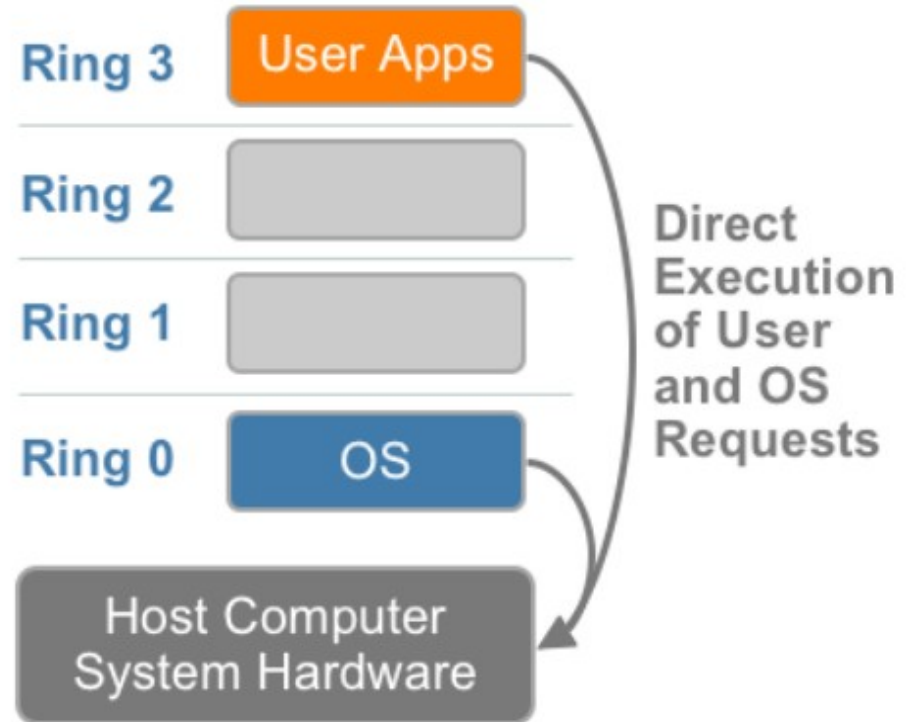 Ring 3
User Apps
Ring 2
Ring 1
Ring 0
OS
Direct
Execution
of User
and OS
Requests
Host Computer
System Hardware